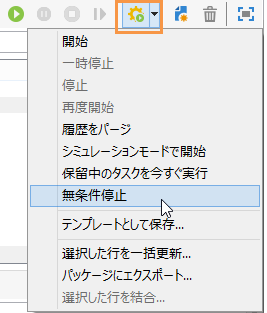 開始
一時停止
停止
再度開始
履歴をパージ
シミュレーションモードで開始
保留中のタスクを今すぐ実行
無条件停止
テンプレートとして保存...
選択した行を一括更新...
パッケージにエクスポート...
選択した行を結合...